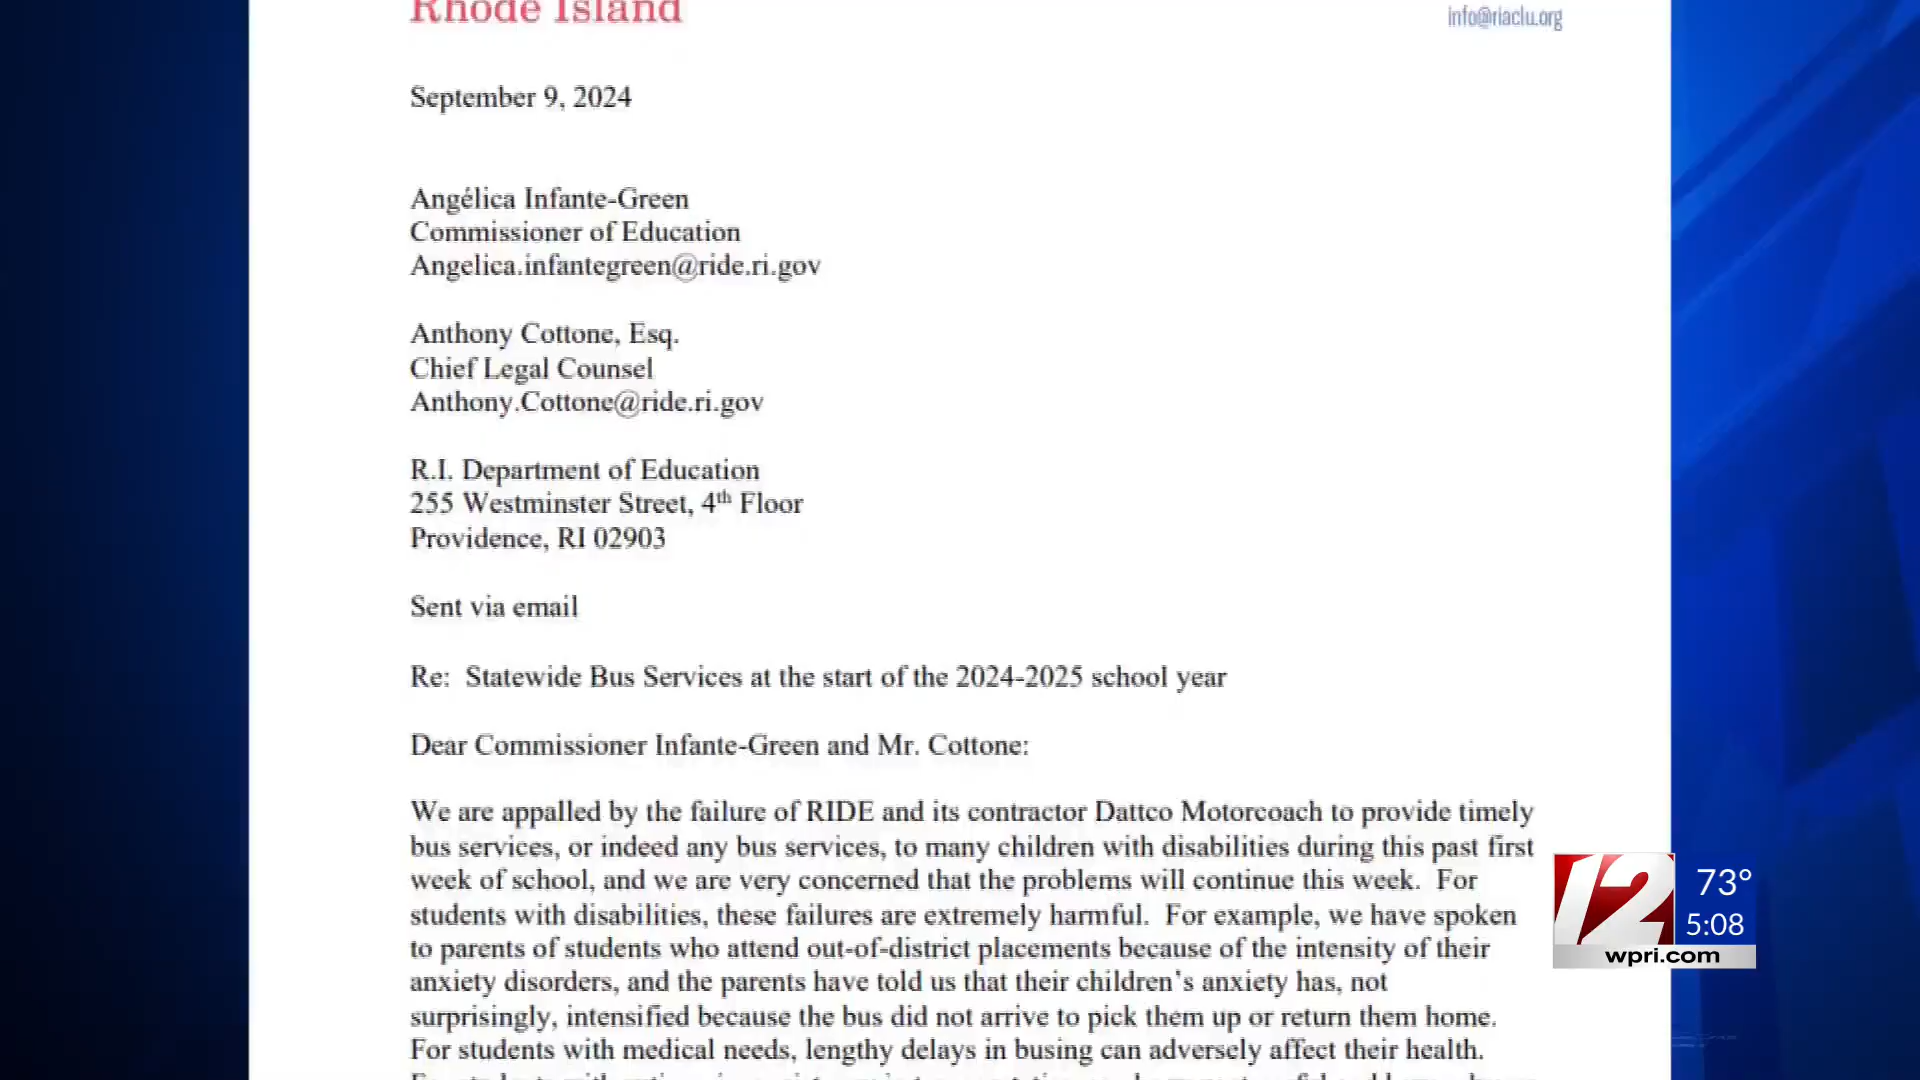 Rhode Island
info@riaclu.org
September 9, 2024
Angélica Infante-Green
Commissioner of Education
Angelica.infantegreen@ride.ri.gov
Anthony Cottone, Esq.
Chief Legal Counsel
Anthony.Cottone@ride.ri.gov
R.I. Department of Education
255 Westminster Street, 4th Floor
Providence, RI 02903
Sent via email
Re:  Statewide Bus Services at the start of the 2024-2025 school year
Dear Commissioner Infante-Green and Mr. Cottone:
We are appalled by the failure of RIDE and its contractor Dattco Motorcoach to provide timely
bus services, or indeed any bus services, to many children with disabilities during this past first
week of school, and we are very concerned that the problems will continue this week.  For
students with disabilities, these failures are extremely harmful.  For example, we have spoken
to parents of students who attend out-of-district placements because of the intensity of their
anxiety disorders, and the parents have told us that their children’s anxiety has, not
surprisingly, intensified because the bus did not arrive to pick them up or return them home.
For students with medical needs, lengthy delays in busing can adversely affect their health.
12
73°
5:08
wpri.com